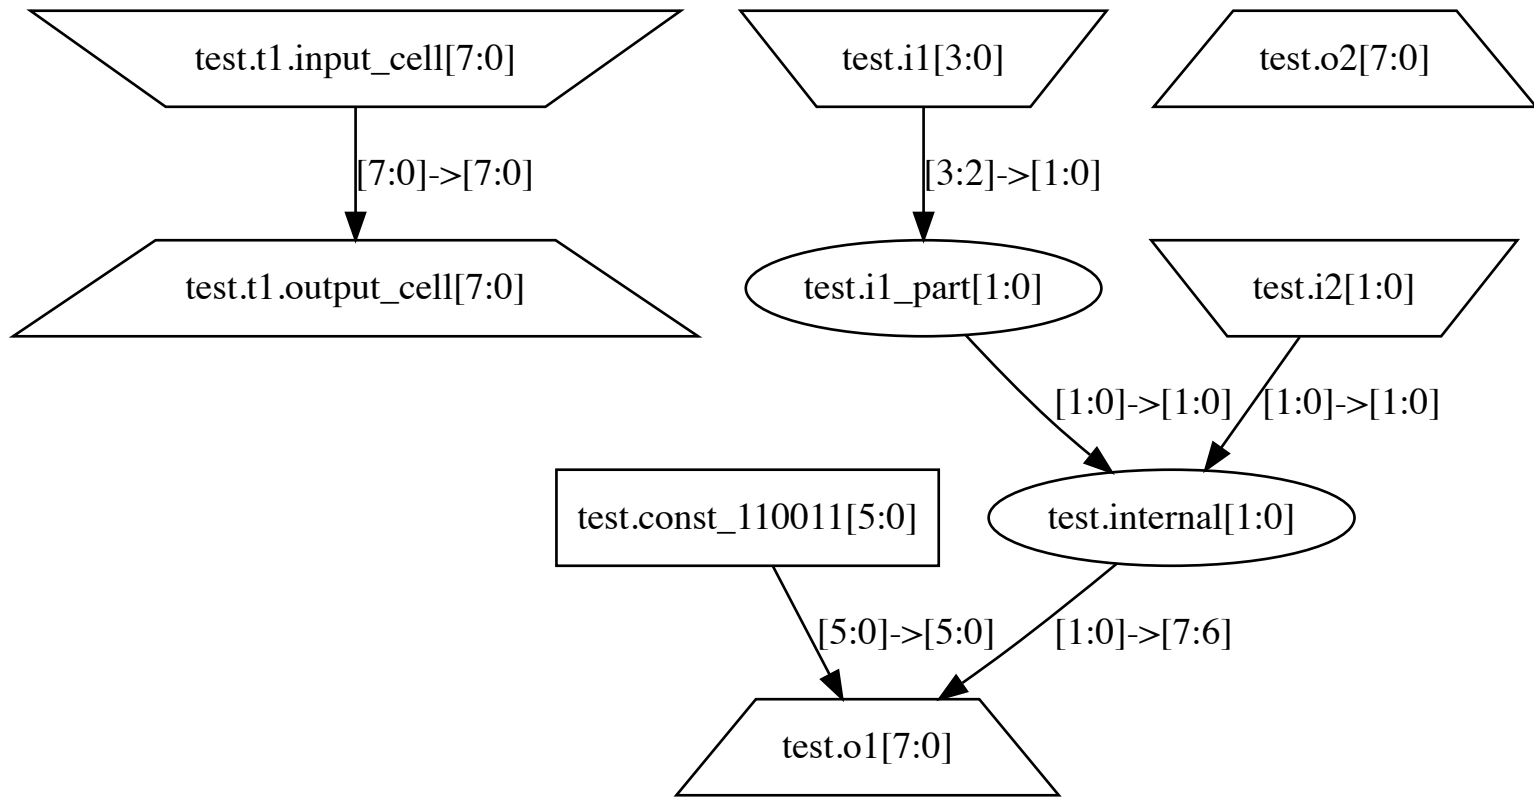 test.t1.input_cell[7:0]
test.i1[3:0]
test.o2[7:0]
[7:0]->[7:0]
[3:2]->[1:0]
test.t1.output_cell[7:0]
test.i1_part[1:0]
test.i2[1:0]
[1:0]->[1:0]
[1:0]->[1:0]
test.const_110011[5:0]
test.internal[1:0]
[5:0]->[5:0]
[1:0]->[7:6]
test.o1[7:0]